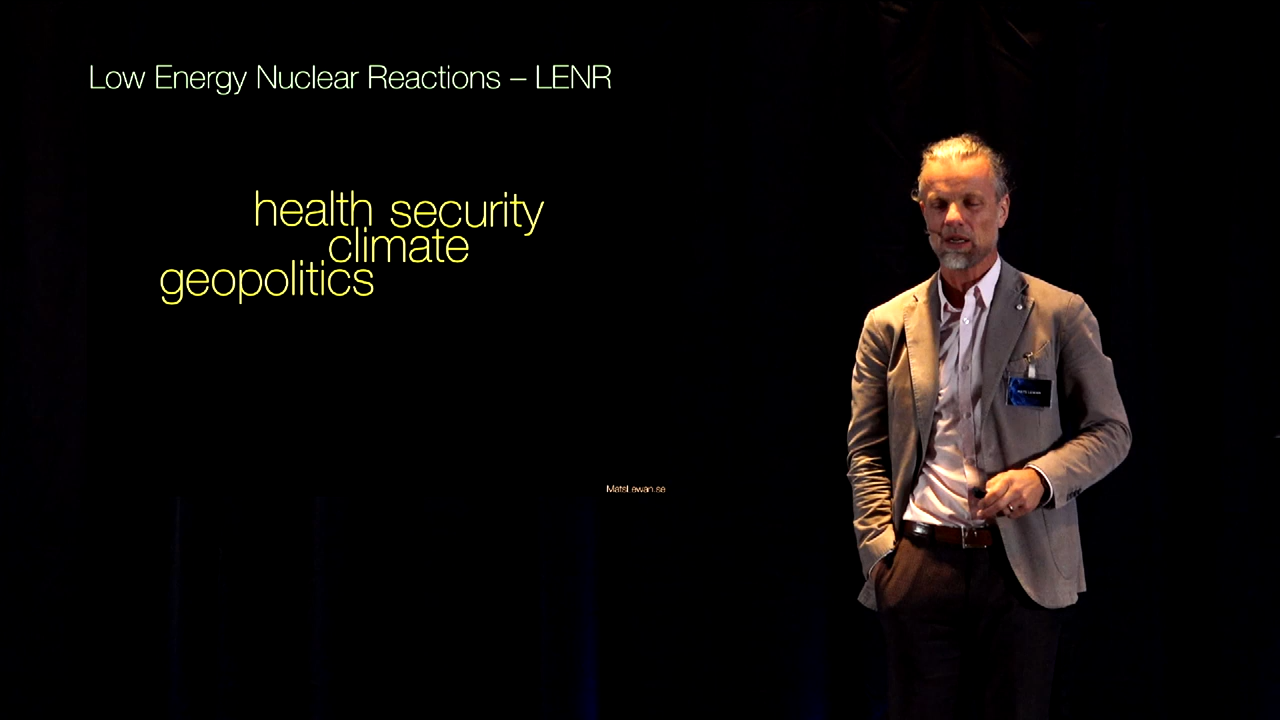 Low Energy Nuclear Reactions – LENR
health security
climate
geopolitics
MatsLewan.se